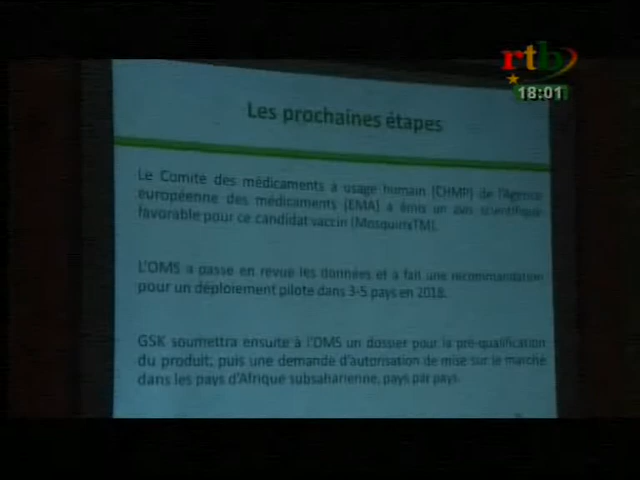 rtb
18:01
Les prochaines étapes
Le Comité des médicaments à usage humain (CHMP) de l'Agence
européenne des médicaments (EMA) a émis un avis scientifique
favorable pour ce candidat vaccin (MosquirixTM).
L'OMS a passe en revue les données et a fait une recommandation
pour un déploiement pilote dans 3-5 pays en 2018.
GSK soumettra ensuite à l'OMS un dossier pour la pré-qualification
du produit, puis une demande d'autorisation de mise sur le marché
dans les pays d'Afrique subsaharienne, pays par pays.